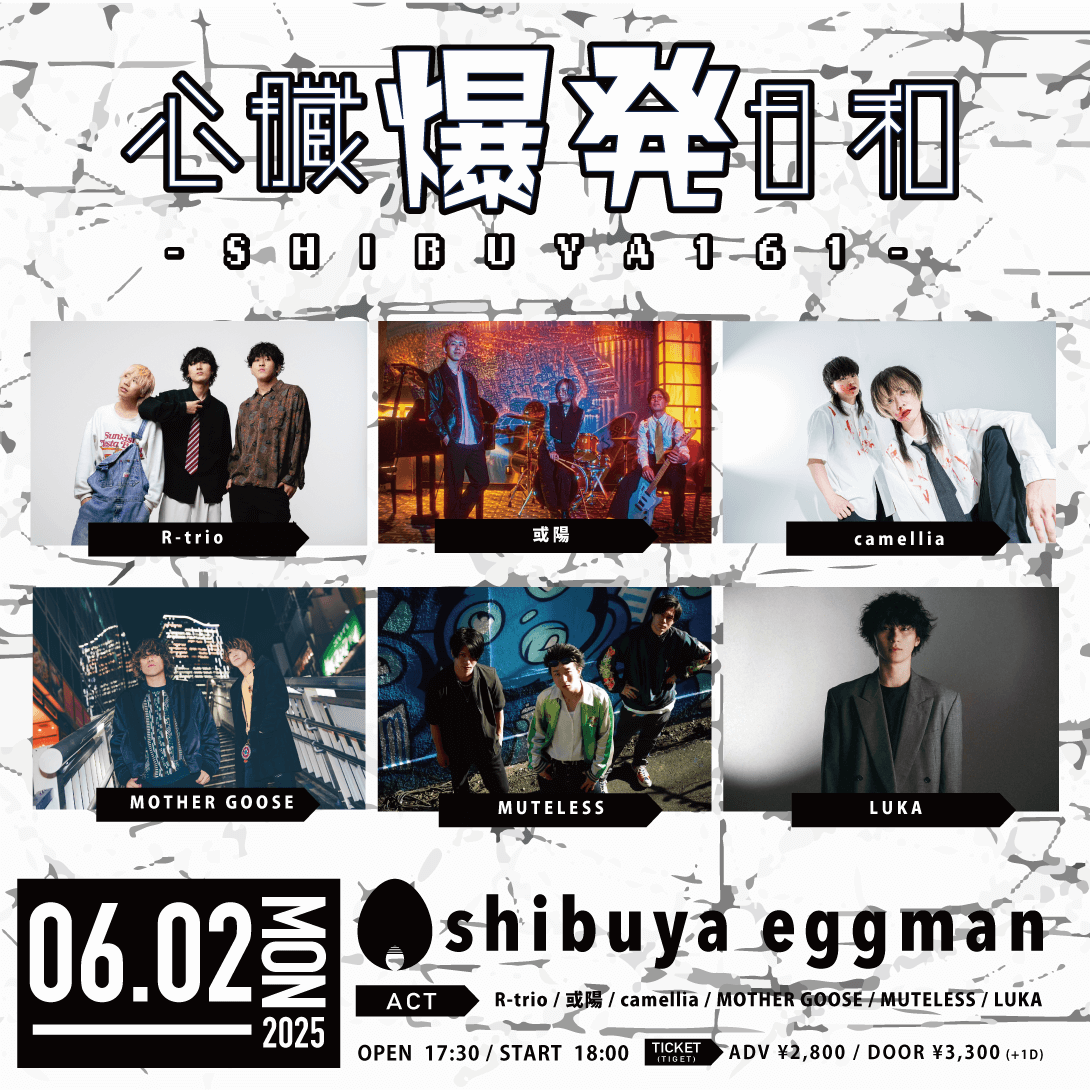 心臓爆発日和
-SHIBUYA161-
R-trio
或陽
camellia
MOTHER GOOSE
MUTELESS
LUKA
06.02
MON
2025
shibuya eggman
ACT
R-trio / 或陽 / camellia / MOTHER GOOSE / MUTELESS / LUKA
OPEN 17:30 / START 18:00
TICKET
(TIGET)
ADV ¥2,800 / DOOR ¥3,300 (+1D)